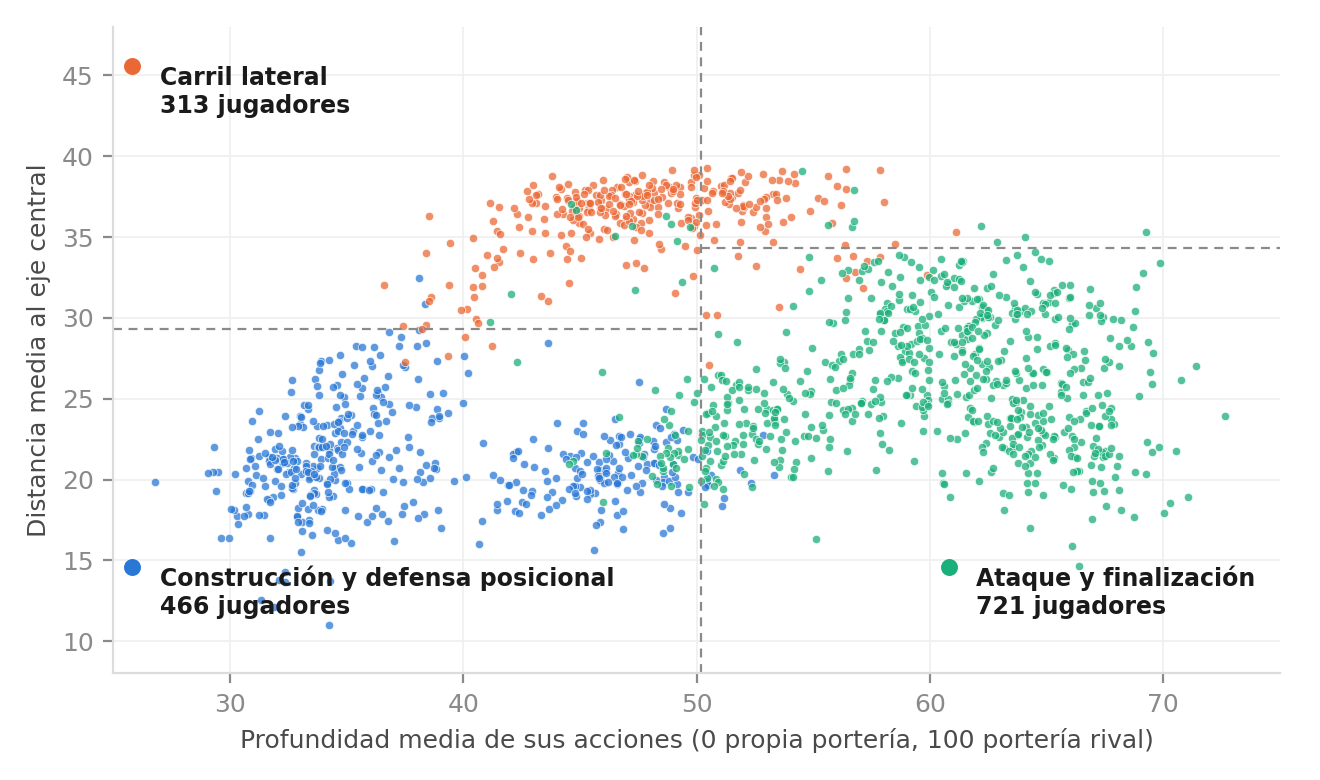 45
40
35
30
25
20
15
10
Distancia media al eje central
Carril lateral
313 jugadores
Construcción y defensa posicional
466 jugadores
Ataque y finalización
721 jugadores
30
40
50
60
70
Profundidad media de sus acciones (0 propia portería, 100 portería rival)